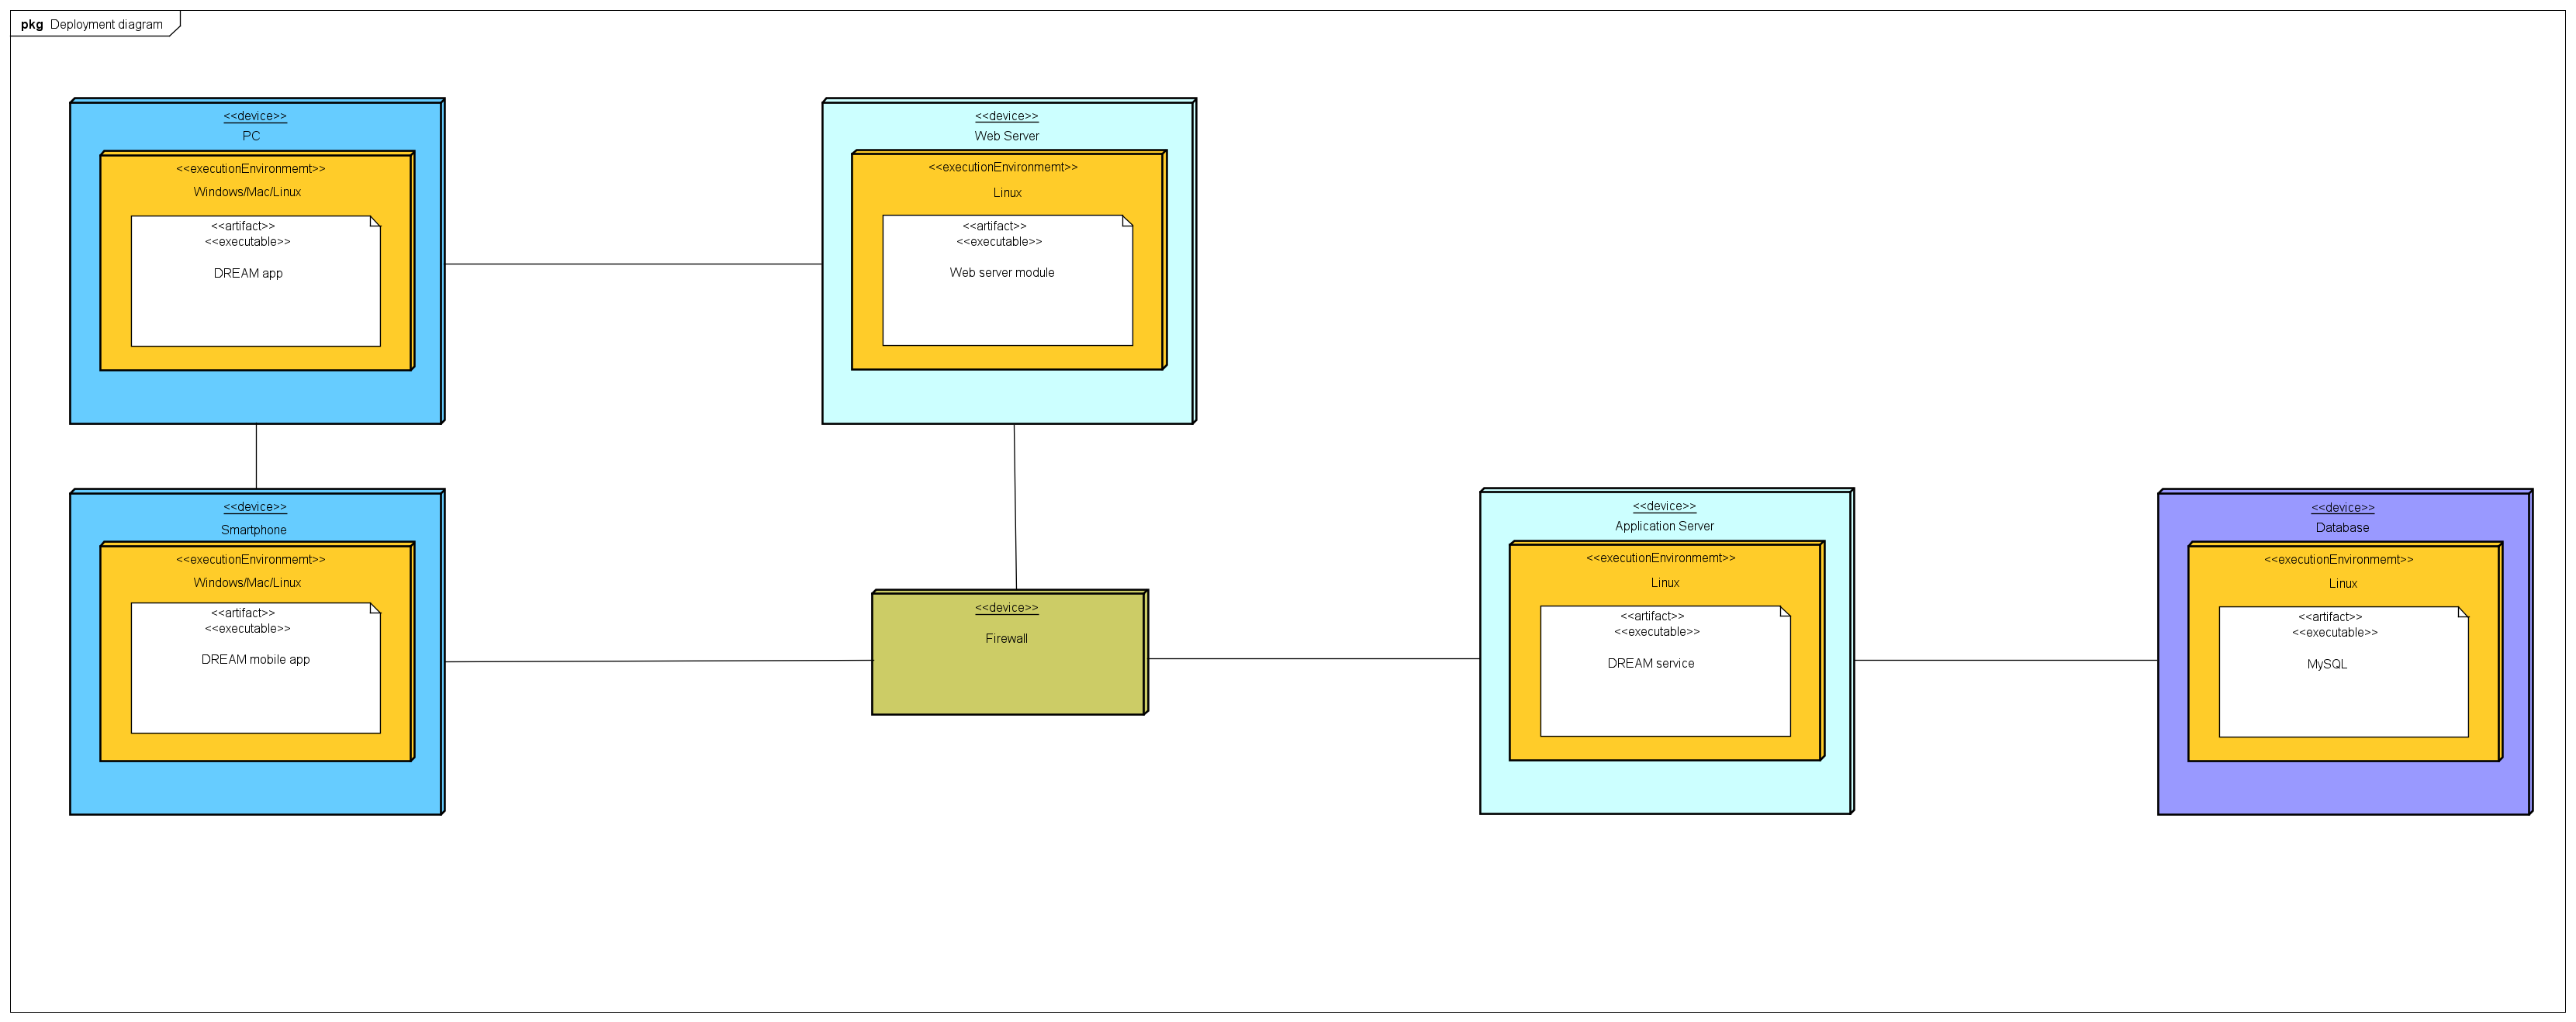 pkg Deployment diagram
<<device>>
PC
<<executionEnvironmemt>>
Windows/Mac/Linux
<<artifact>>
<<executable>>
DREAM app
<<device>>
Web Server
<<executionEnvironmemt>>
Linux
<<artifact>>
<<executable>>
Web server module
<<device>>
Smartphone
<<executionEnvironmemt>>
Windows/Mac/Linux
<<artifact>>
<<executable>>
DREAM mobile app
<<device>>
Firewall
<<device>>
Application Server
<<executionEnvironmemt>>
Linux
<<artifact>>
<<executable>>
DREAM service
<<device>>
Database
<<executionEnvironmemt>>
Linux
<<artifact>>
<<executable>>
MySQL